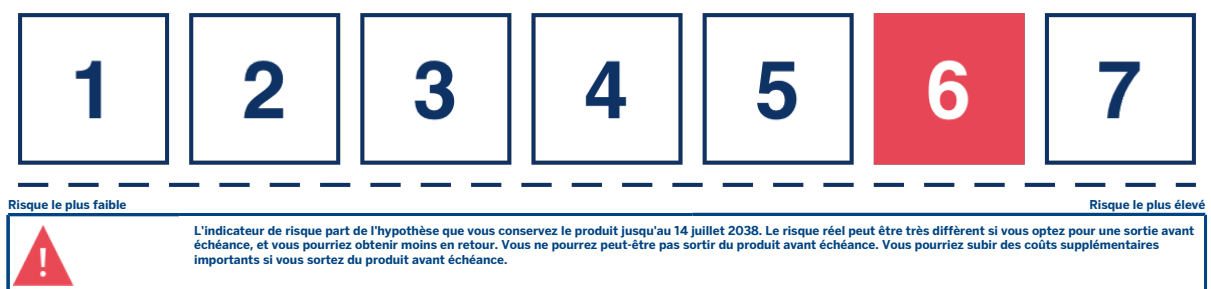 1 2 3 4 5 6 7
Risque le plus faible Risque le plus élevé
L'indicateur de risque part de l'hypothèse que vous conservez le produit jusqu'au 14 juillet 2038. Le risque réel peut être très diffèrent si vous optez pour une sortie avant
échéance, et vous pourriez obtenir moins en retour. Vous ne pourrez peut-être pas sortir du produit avant échéance. Vous pourriez subir des coûts supplémentaires
importants si vous sortez du produit avant échéance.
!